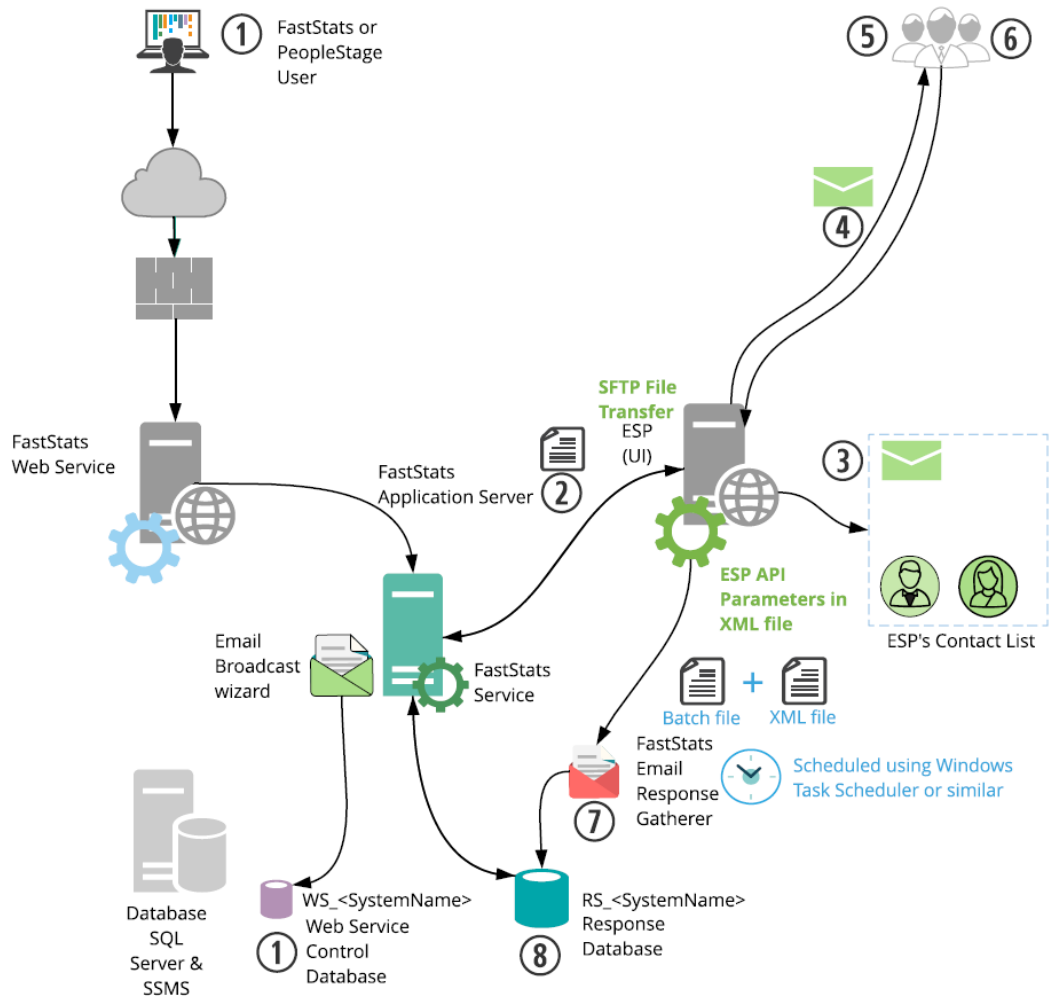 1
FastStats or
PeopleStage
User
5
6
4
SFTP File
Transfer
ESP
(UI)
FastStats
Web Service
FastStats
Application Server
2
3
ESP API
Parameters in
XML file
ESP's Contact List
Email
Broadcast
wizard
FastStats
Service
Batch file
+
XML file
FastStats
Email
Response
Gatherer
7
Scheduled using Windows
Task Scheduler or similar
Database
SQL
Server &
SSMS
WS_<SystemName>
Web Service
Control
Database
1
RS_<SystemName>
Response
Database
8